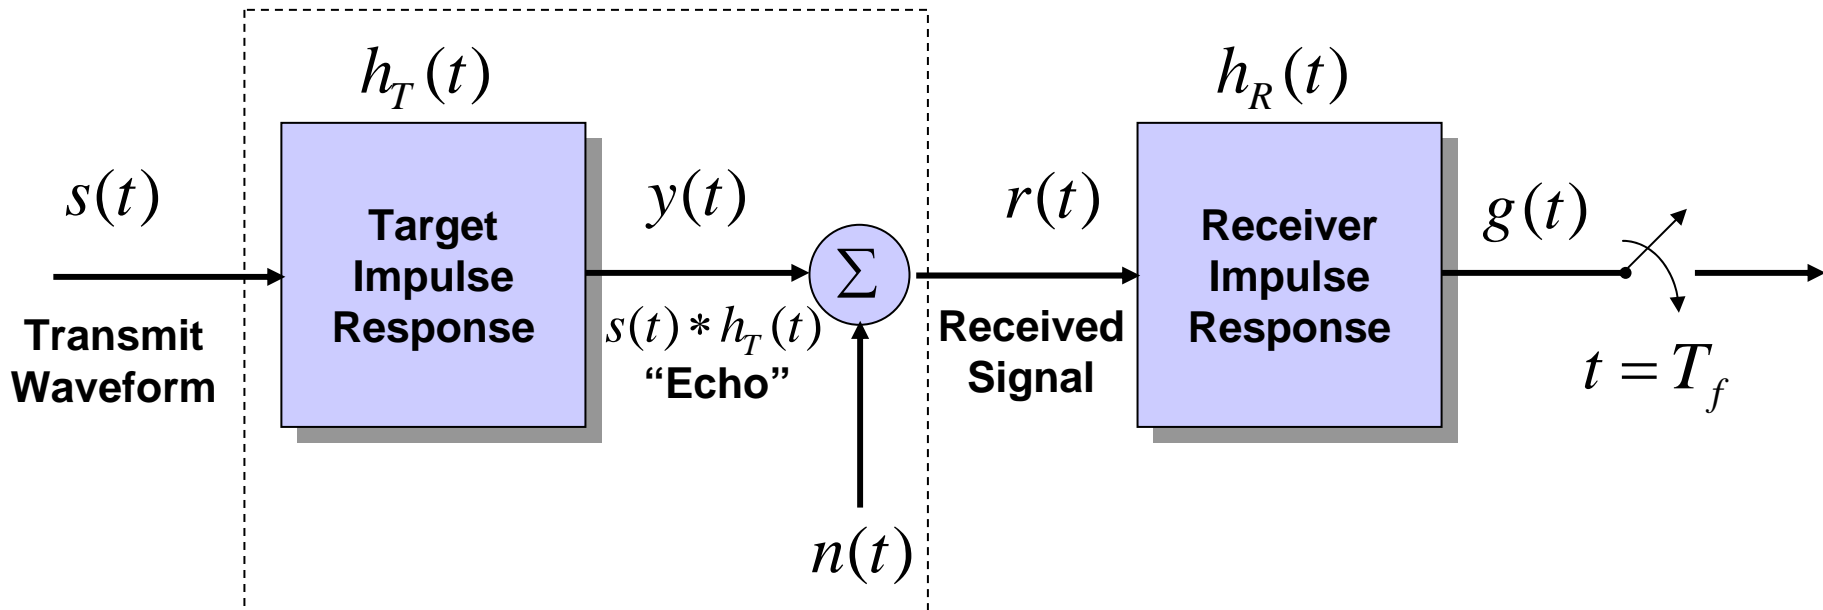 h_T(t)
h_R(t)
s(t)
y(t)
r(t)
g(t)
Target
Impulse
Response
Σ
Receiver
Impulse
Response
Transmit
Waveform
s(t) * h_T(t)
“Echo”
Received
Signal
t = T_f
n(t)